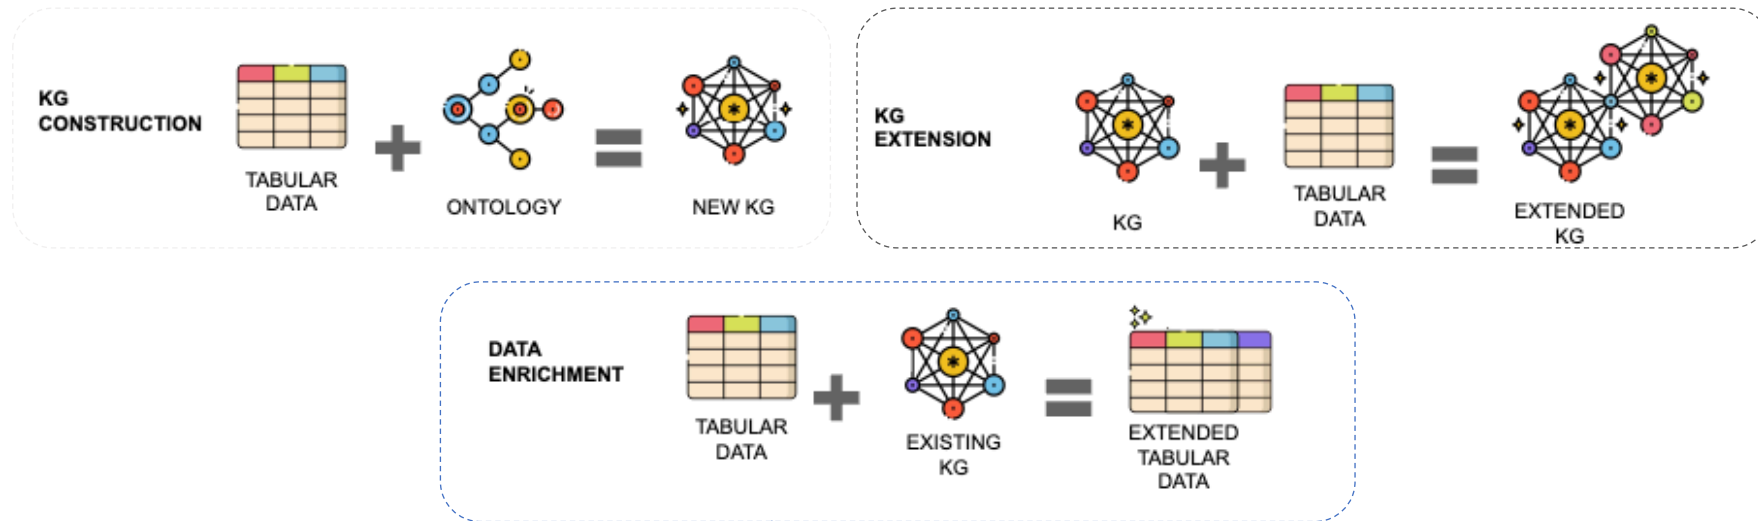 KG
CONSTRUCTION
TABULAR
DATA
ONTOLOGY
NEW KG
KG
EXTENSION
KG
TABULAR
DATA
EXTENDED
KG
DATA
ENRICHMENT
TABULAR
DATA
EXISTING
KG
EXTENDED
TABULAR
DATA